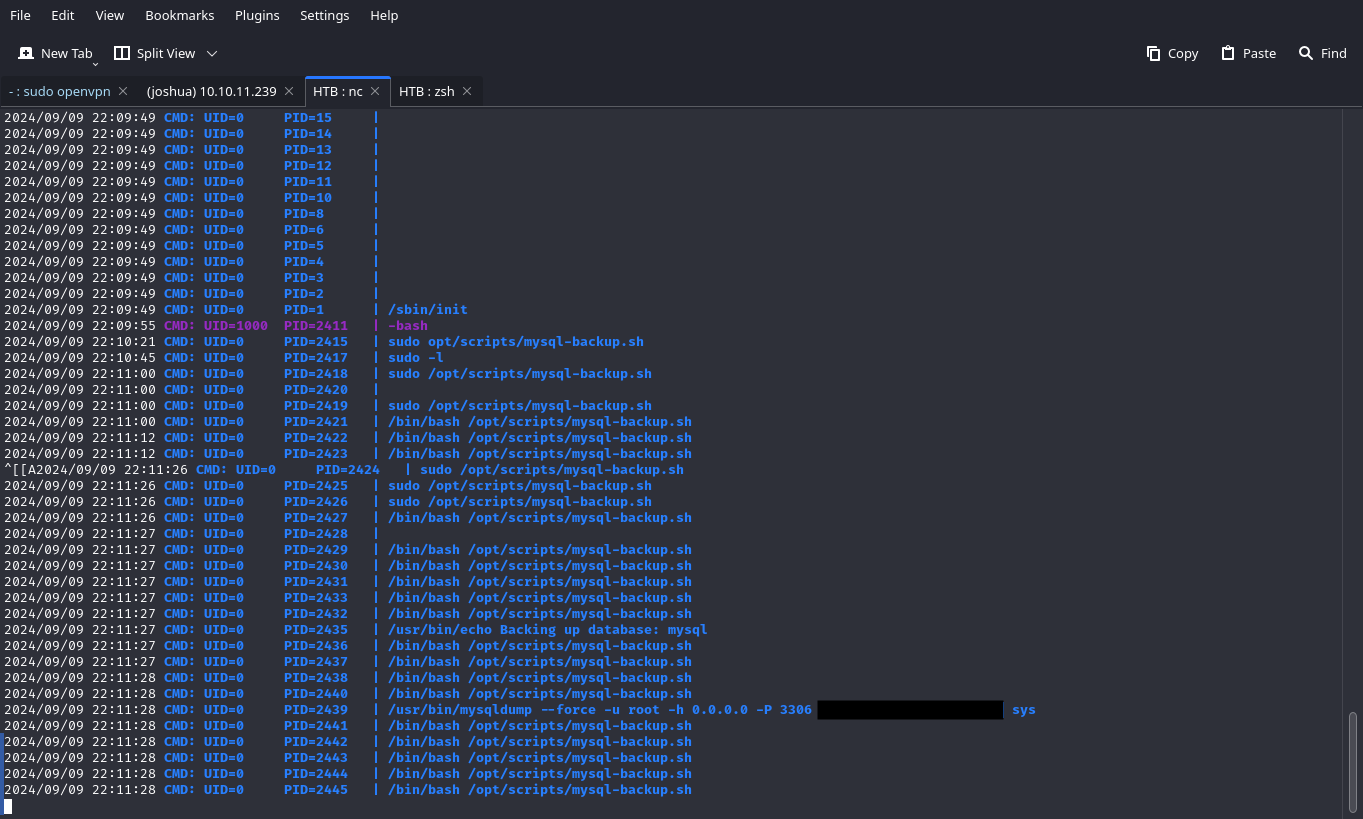 File Edit View Bookmarks Plugins Settings Help
New Tab Split View Copy Paste Find
- : sudo openvpn (joshua) 10.10.11.239 HTB : nc HTB : zsh
2024/09/09 22:09:49 CMD: UID=0 PID=15 |
2024/09/09 22:09:49 CMD: UID=0 PID=14 |
2024/09/09 22:09:49 CMD: UID=0 PID=13 |
2024/09/09 22:09:49 CMD: UID=0 PID=12 |
2024/09/09 22:09:49 CMD: UID=0 PID=11 |
2024/09/09 22:09:49 CMD: UID=0 PID=10 |
2024/09/09 22:09:49 CMD: UID=0 PID=8 |
2024/09/09 22:09:49 CMD: UID=0 PID=6 |
2024/09/09 22:09:49 CMD: UID=0 PID=5 |
2024/09/09 22:09:49 CMD: UID=0 PID=4 |
2024/09/09 22:09:49 CMD: UID=0 PID=3 |
2024/09/09 22:09:49 CMD: UID=0 PID=2 |
2024/09/09 22:09:49 CMD: UID=0 PID=1 | /sbin/init
2024/09/09 22:09:55 CMD: UID=1000 PID=2411 | -bash
2024/09/09 22:10:21 CMD: UID=0 PID=2415 | sudo opt/scripts/mysql-backup.sh
2024/09/09 22:10:45 CMD: UID=0 PID=2417 | sudo -l
2024/09/09 22:11:00 CMD: UID=0 PID=2418 | sudo /opt/scripts/mysql-backup.sh
2024/09/09 22:11:00 CMD: UID=0 PID=2420 |
2024/09/09 22:11:00 CMD: UID=0 PID=2419 | sudo /opt/scripts/mysql-backup.sh
2024/09/09 22:11:00 CMD: UID=0 PID=2421 | /bin/bash /opt/scripts/mysql-backup.sh
2024/09/09 22:11:12 CMD: UID=0 PID=2422 | /bin/bash /opt/scripts/mysql-backup.sh
2024/09/09 22:11:12 CMD: UID=0 PID=2423 | /bin/bash /opt/scripts/mysql-backup.sh
^[[A2024/09/09 22:11:26 CMD: UID=0 PID=2424 | sudo /opt/scripts/mysql-backup.sh
2024/09/09 22:11:26 CMD: UID=0 PID=2425 | sudo /opt/scripts/mysql-backup.sh
2024/09/09 22:11:26 CMD: UID=0 PID=2426 | sudo /opt/scripts/mysql-backup.sh
2024/09/09 22:11:26 CMD: UID=0 PID=2427 | /bin/bash /opt/scripts/mysql-backup.sh
2024/09/09 22:11:27 CMD: UID=0 PID=2428 |
2024/09/09 22:11:27 CMD: UID=0 PID=2429 | /bin/bash /opt/scripts/mysql-backup.sh
2024/09/09 22:11:27 CMD: UID=0 PID=2430 | /bin/bash /opt/scripts/mysql-backup.sh
2024/09/09 22:11:27 CMD: UID=0 PID=2431 | /bin/bash /opt/scripts/mysql-backup.sh
2024/09/09 22:11:27 CMD: UID=0 PID=2433 | /bin/bash /opt/scripts/mysql-backup.sh
2024/09/09 22:11:27 CMD: UID=0 PID=2432 | /bin/bash /opt/scripts/mysql-backup.sh
2024/09/09 22:11:27 CMD: UID=0 PID=2435 | /usr/bin/echo Backing up database: mysql
2024/09/09 22:11:27 CMD: UID=0 PID=2436 | /bin/bash /opt/scripts/mysql-backup.sh
2024/09/09 22:11:27 CMD: UID=0 PID=2437 | /bin/bash /opt/scripts/mysql-backup.sh
2024/09/09 22:11:28 CMD: UID=0 PID=2438 | /bin/bash /opt/scripts/mysql-backup.sh
2024/09/09 22:11:28 CMD: UID=0 PID=2440 | /bin/bash /opt/scripts/mysql-backup.sh
2024/09/09 22:11:28 CMD: UID=0 PID=2439 | /usr/bin/mysqldump --force -u root -h 0.0.0.0 -P 3306 sys
2024/09/09 22:11:28 CMD: UID=0 PID=2441 | /bin/bash /opt/scripts/mysql-backup.sh
2024/09/09 22:11:28 CMD: UID=0 PID=2442 | /bin/bash /opt/scripts/mysql-backup.sh
2024/09/09 22:11:28 CMD: UID=0 PID=2443 | /bin/bash /opt/scripts/mysql-backup.sh
2024/09/09 22:11:28 CMD: UID=0 PID=2444 | /bin/bash /opt/scripts/mysql-backup.sh
2024/09/09 22:11:28 CMD: UID=0 PID=2445 | /bin/bash /opt/scripts/mysql-backup.sh